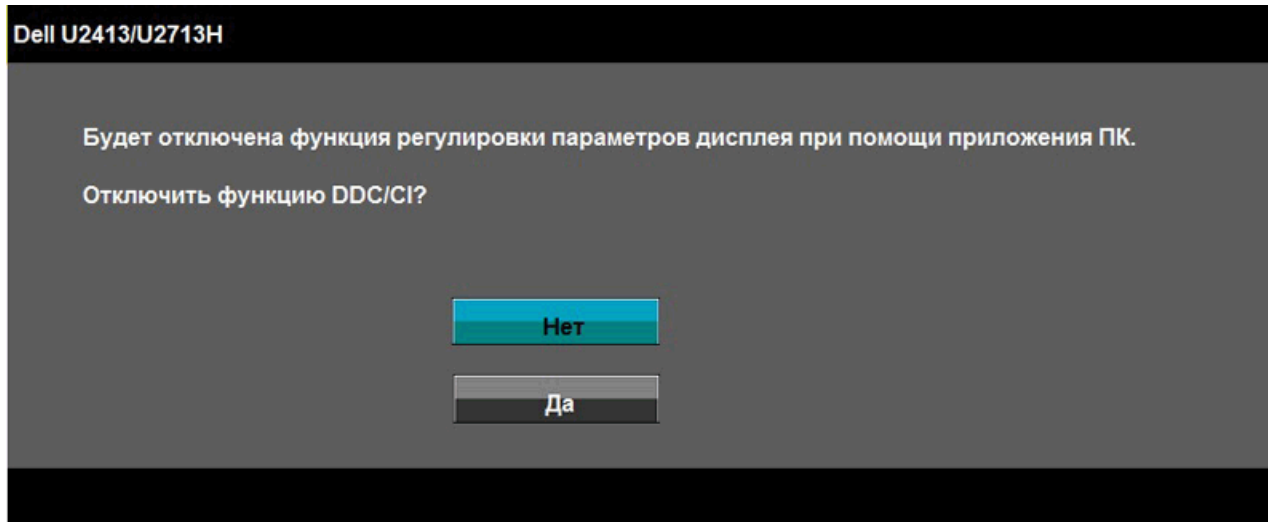 Dell U2413/U2713H
Будет отключена функция регулировки параметров дисплея при помощи приложения ПК.
Отключить функцию DDC/CI?
Нет
Да